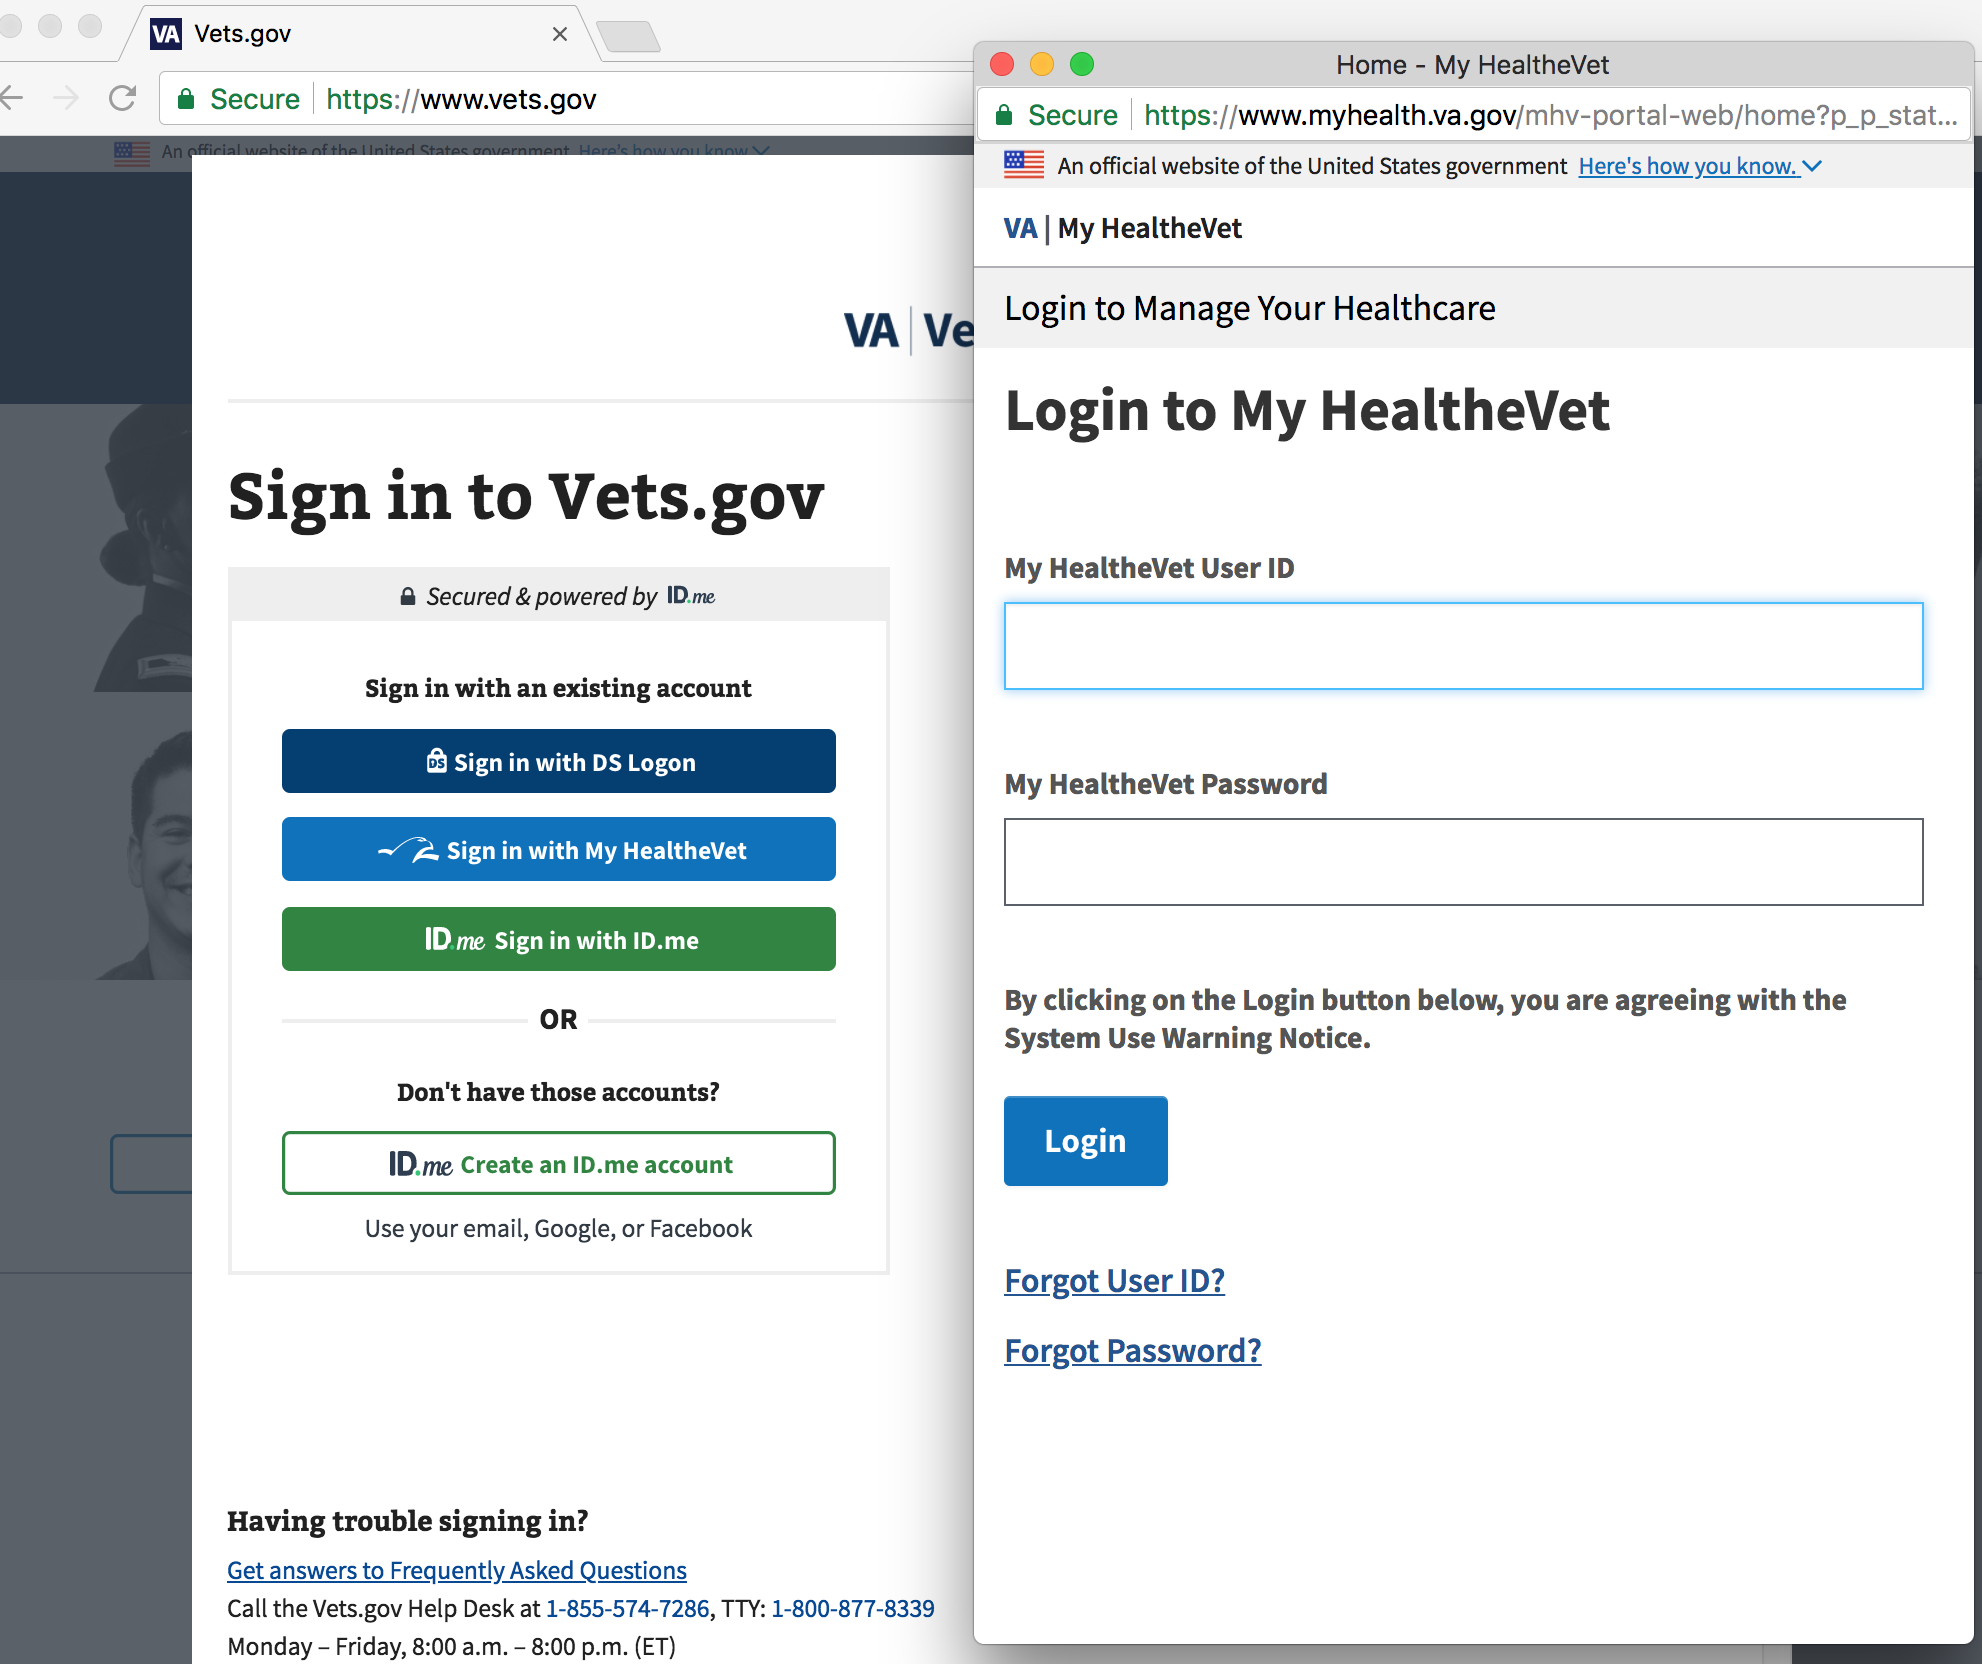 VA Vets.gov
Secure https://www.vets.gov
An official website of the United States government Here's how you know
VA Ve
Sign in to Vets.gov
Secured & powered by ID.me
Sign in with an existing account
DS Sign in with DS Logon
Sign in with My HealtheVet
ID.me Sign in with ID.me
OR
Don't have those accounts?
ID.me Create an ID.me account
Use your email, Google, or Facebook
Having trouble signing in?
Get answers to Frequently Asked Questions
Call the Vets.gov Help Desk at 1-855-574-7286, TTY: 1-800-877-8339
Monday – Friday, 8:00 a.m. – 8:00 p.m. (ET)
Home - My HealtheVet
Secure https://www.myhealth.va.gov/mhv-portal-web/home?p_p_stat...
An official website of the United States government Here's how you know.
VA | My HealtheVet
Login to Manage Your Healthcare
Login to My HealtheVet
My HealtheVet User ID
My HealtheVet Password
By clicking on the Login button below, you are agreeing with the
System Use Warning Notice.
Login
Forgot User ID?
Forgot Password?